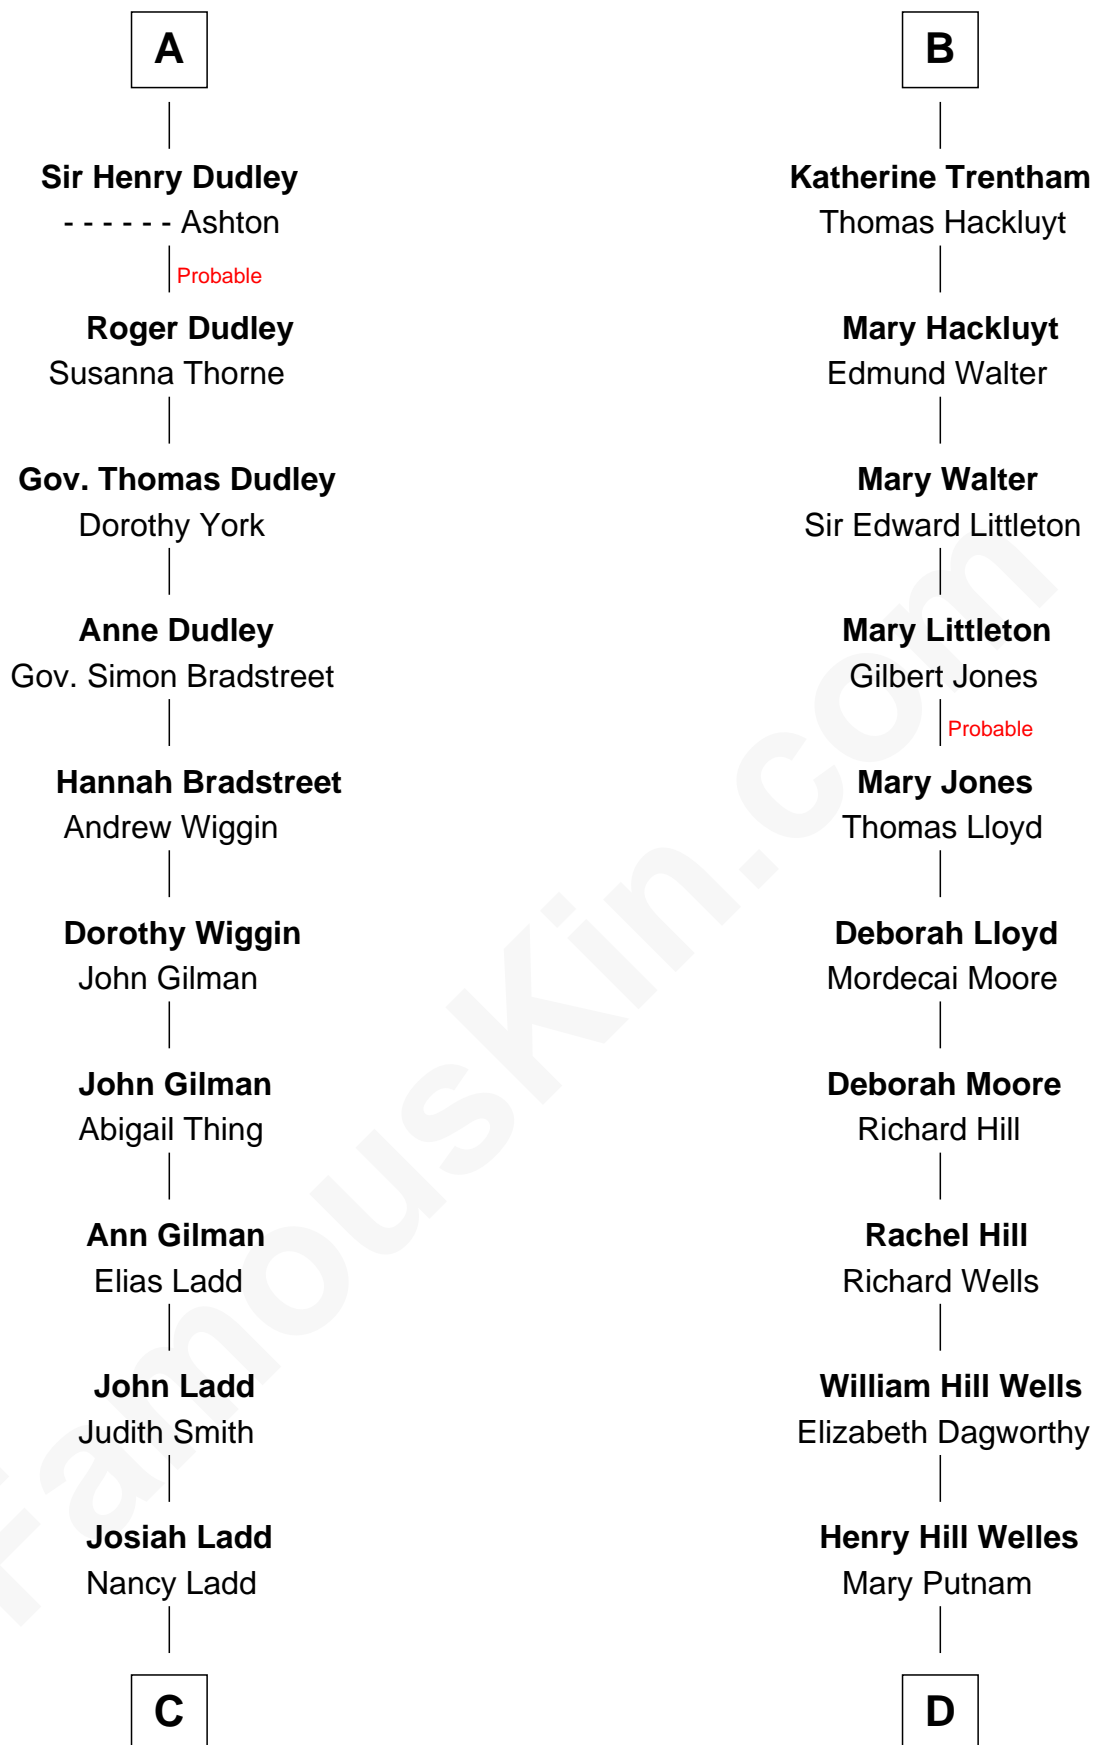 A
Sir Henry Dudley
- - - - - - Ashton
Probable
Roger Dudley
Susanna Thorne
Gov. Thomas Dudley
Dorothy York
Anne Dudley
Gov. Simon Bradstreet
Hannah Bradstreet
Andrew Wiggin
Dorothy Wiggin
John Gilman
John Gilman
Abigail Thing
Ann Gilman
Elias Ladd
John Ladd
Judith Smith
Josiah Ladd
Nancy Ladd
C
B
Katherine Trentham
Thomas Hackluyt
Mary Hackluyt
Edmund Walter
Mary Walter
Sir Edward Littleton
Mary Littleton
Gilbert Jones
Probable
Mary Jones
Thomas Lloyd
Deborah Lloyd
Mordecai Moore
Deborah Moore
Richard Hill
Rachel Hill
Richard Wells
William Hill Wells
Elizabeth Dagworthy
Henry Hill Welles
Mary Putnam
D
FamousKin.com